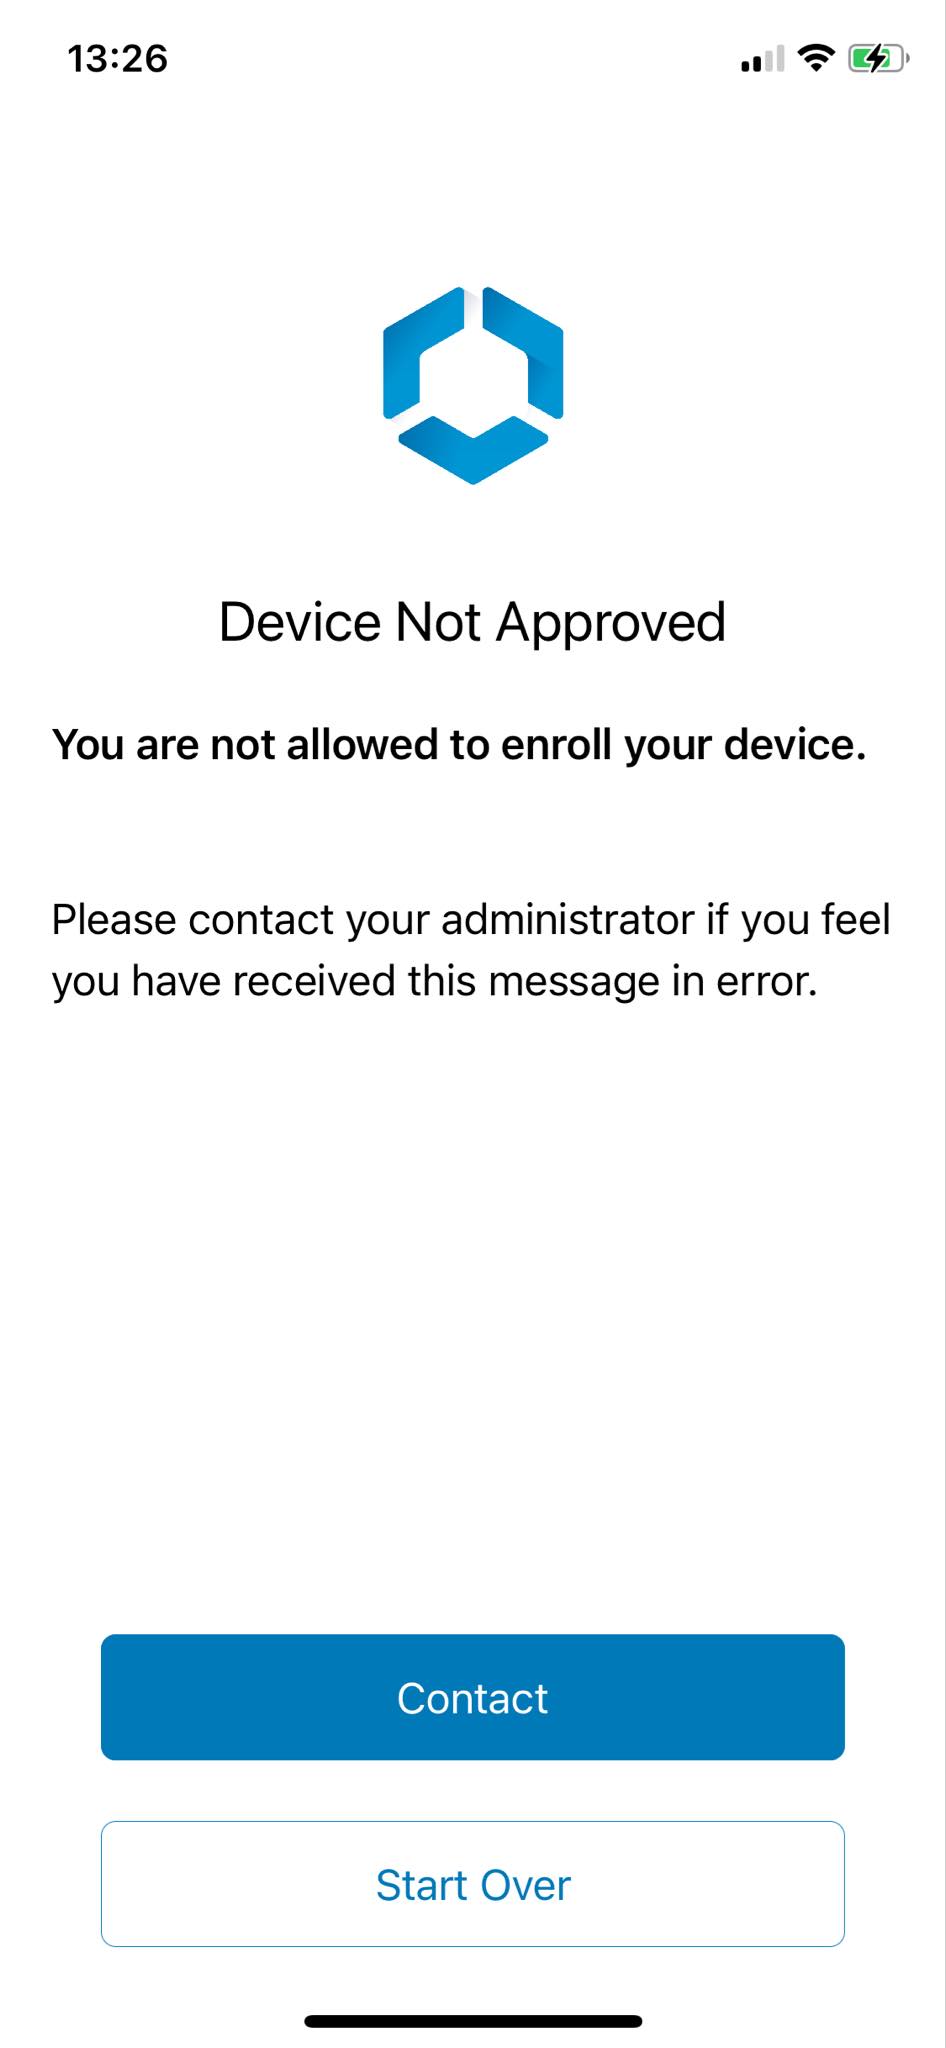 13:26
Device Not Approved
You are not allowed to enroll your device.
Please contact your administrator if you feel
you have received this message in error.
Contact
Start Over